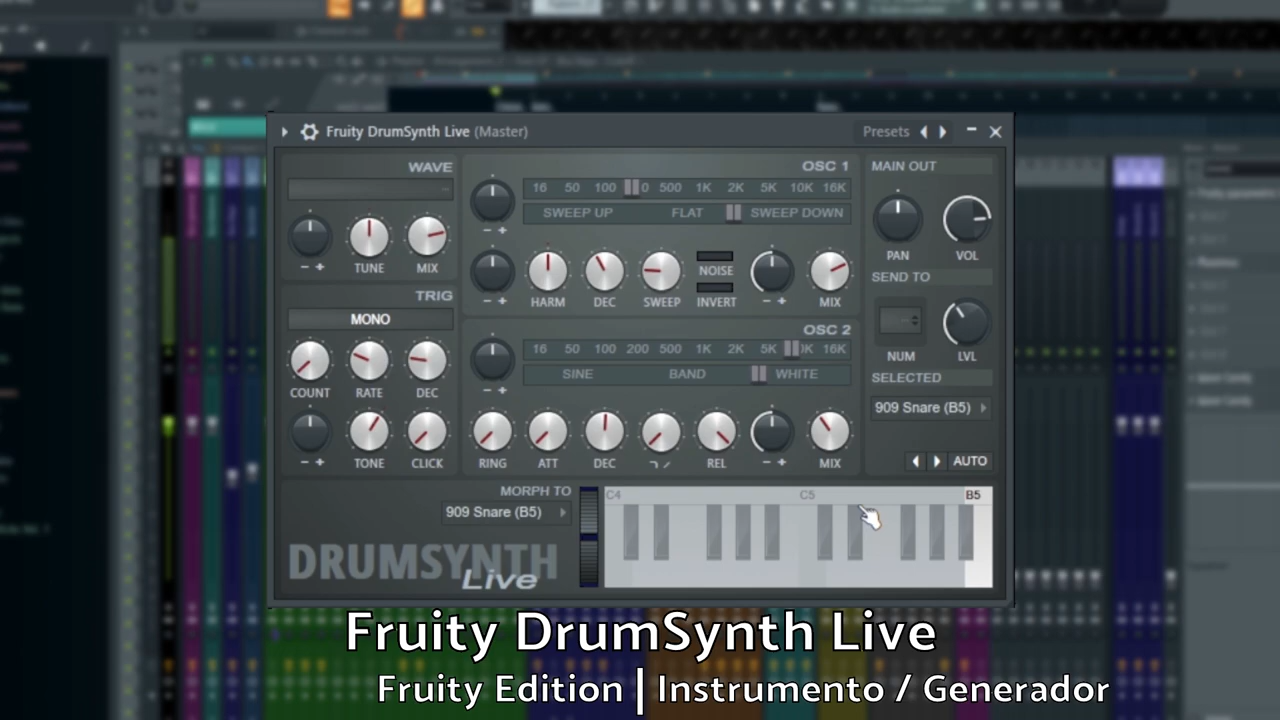 Fruity DrumSynth Live (Master) Presets
WAVE
TUNE MIX
TRIG
MONO
COUNT RATE DEC
TONE CLICK
OSC 1
16 50 100 0 500 1K 2K 5K 10K 16K
SWEEP UP FLAT SWEEP DOWN
HARM DEC SWEEP NOISE INVERT MIX
OSC 2
16 50 100 200 500 1K 2K 5K K 16K
SINE BAND WHITE
RING ATT DEC REL MIX
MAIN OUT
PAN VOL
SEND TO
NUM LVL
SELECTED
909 Snare (B5)
AUTO
MORPH TO
909 Snare (B5)
DRUMSYNTH
Live
C4 C5 B5
Fruity DrumSynth Live
Fruity Edition | Instrumento / Generador